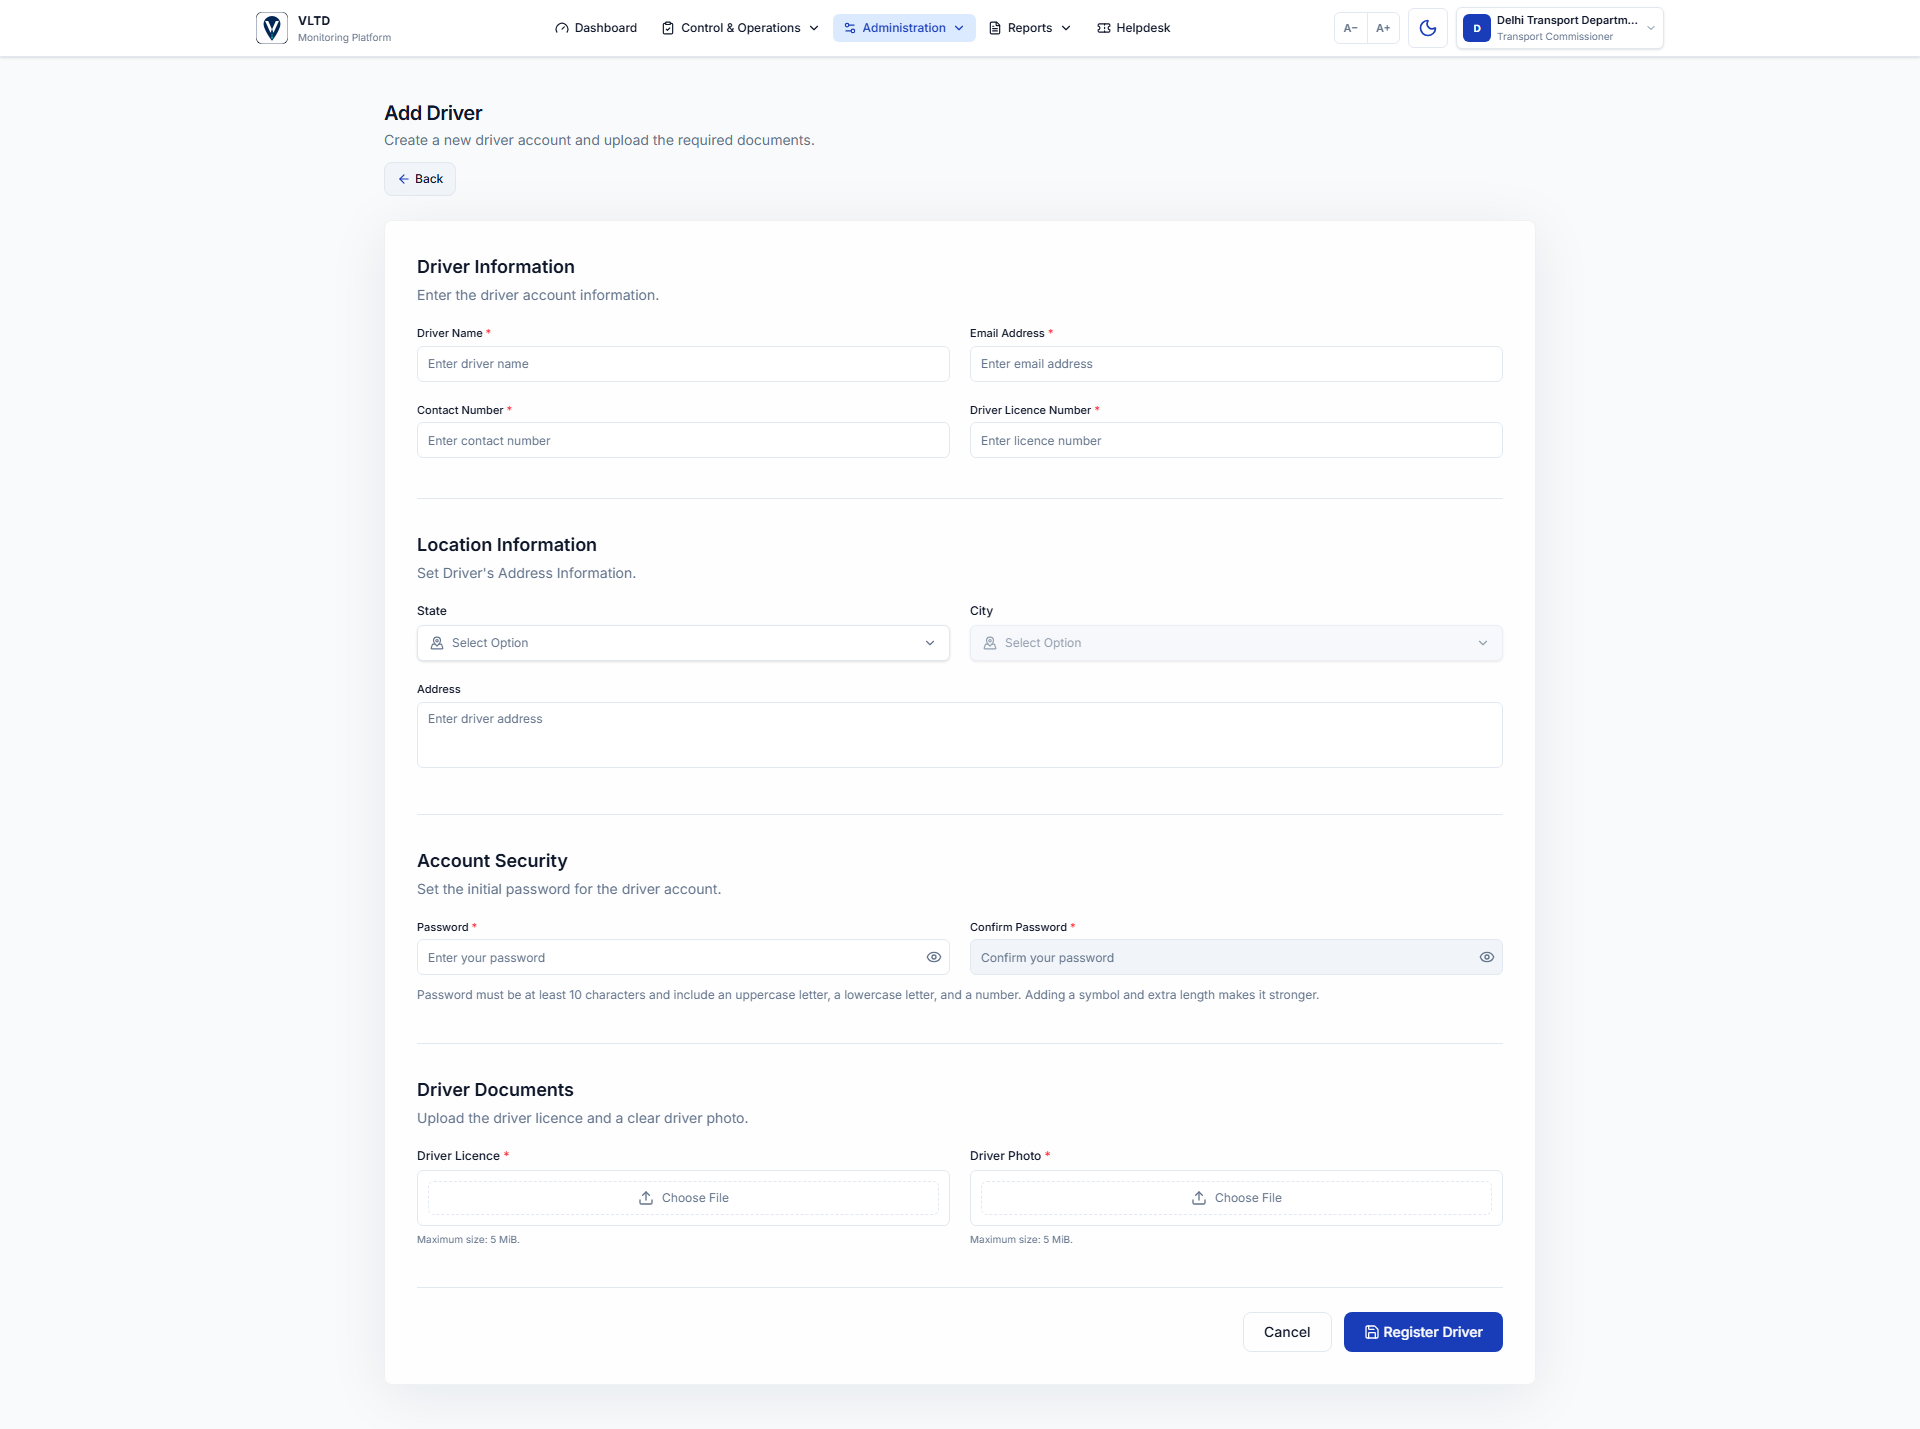 VLTD
Monitoring Platform
Dashboard
Control & Operations
Administration
Reports
Helpdesk
A−
A+
D
Delhi Transport Departm...
Transport Commissioner
Add Driver
Create a new driver account and upload the required documents.
Back
Driver Information
Enter the driver account information.
Driver Name *
Email Address *
Enter driver name
Enter email address
Contact Number *
Driver Licence Number *
Enter contact number
Enter licence number
Location Information
Set Driver's Address Information.
State
City
Select Option
Select Option
Address
Enter driver address
Account Security
Set the initial password for the driver account.
Password *
Confirm Password *
Enter your password
Confirm your password
Password must be at least 10 characters and include an uppercase letter, a lowercase letter, and a number. Adding a symbol and extra length makes it stronger.
Driver Documents
Upload the driver licence and a clear driver photo.
Driver Licence *
Driver Photo *
Choose File
Choose File
Maximum size: 5 MiB.
Maximum size: 5 MiB.
Cancel
Register Driver